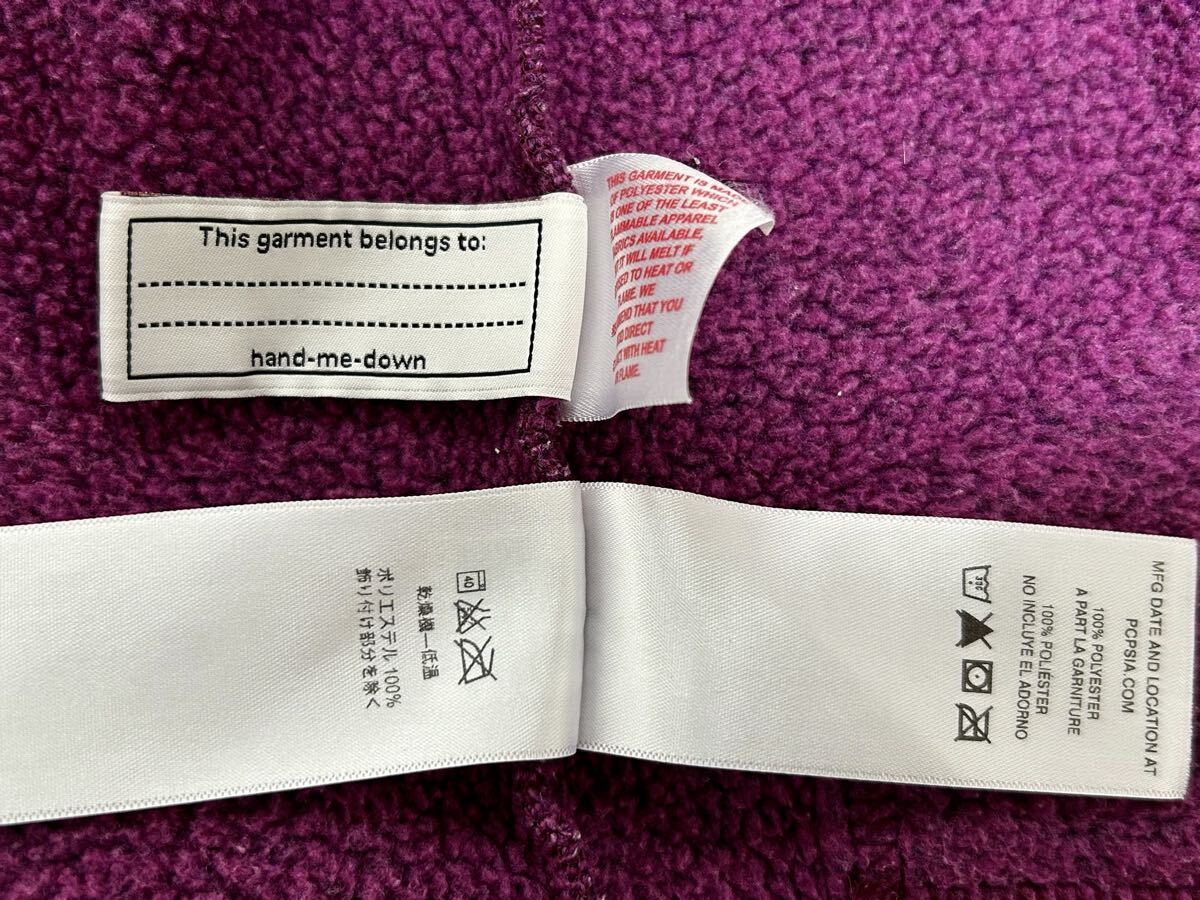 This garment belongs to:
hand-me-down
THIS GARMENT IS MADE
OF POLYESTER WHICH
IS ONE OF THE LEAST
AMMABLE APPAREL
BRICS AVAILABLE,
T IT WILL MELT IF
SED TO HEAT OR
LAME. WE
MEND THAT YOU
DIRECT
CT WITH HEAT
FLAME.
40
乾燥機－低温
ポリエステル 100%
飾り付け部分を除く
MFG DATE AND LOCATION AT
PCPSIA.COM
100% POLYESTER
A PART LA GARNITURE
100% POLIÉSTER
NO INCLUYE EL ADORNO